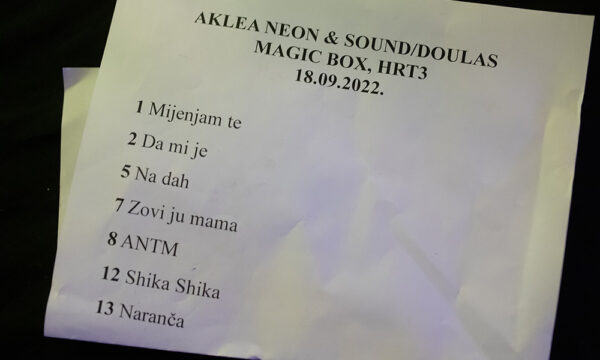 AKLEA NEON & SOUND/DOULAS
MAGIC BOX, HRT3
18.09.2022.
1 Mijenjam te
2 Da mi je
5 Na dah
7 Zovi ju mama
8 ANTM
12 Shika Shika
13 Naranča